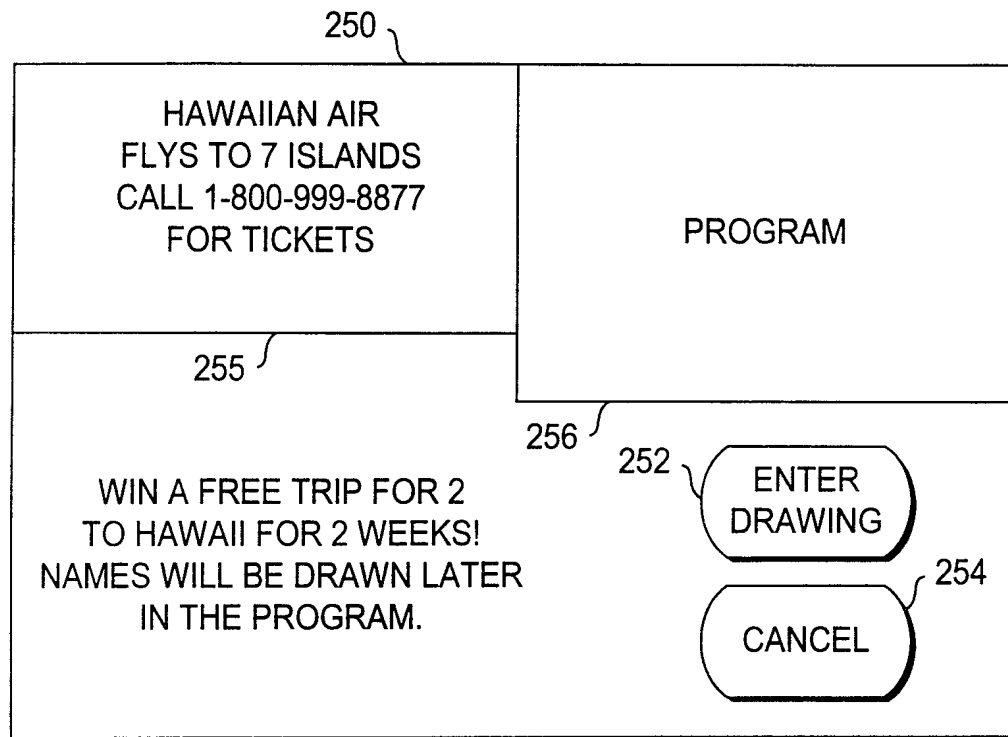 250
HAWAIIAN AIR
FLYS TO 7 ISLANDS
CALL 1-800-999-8877
FOR TICKETS
PROGRAM
255
256
WIN A FREE TRIP FOR 2
TO HAWAII FOR 2 WEEKS!
NAMES WILL BE DRAWN LATER
IN THE PROGRAM.
252
ENTER
DRAWING
254
CANCEL